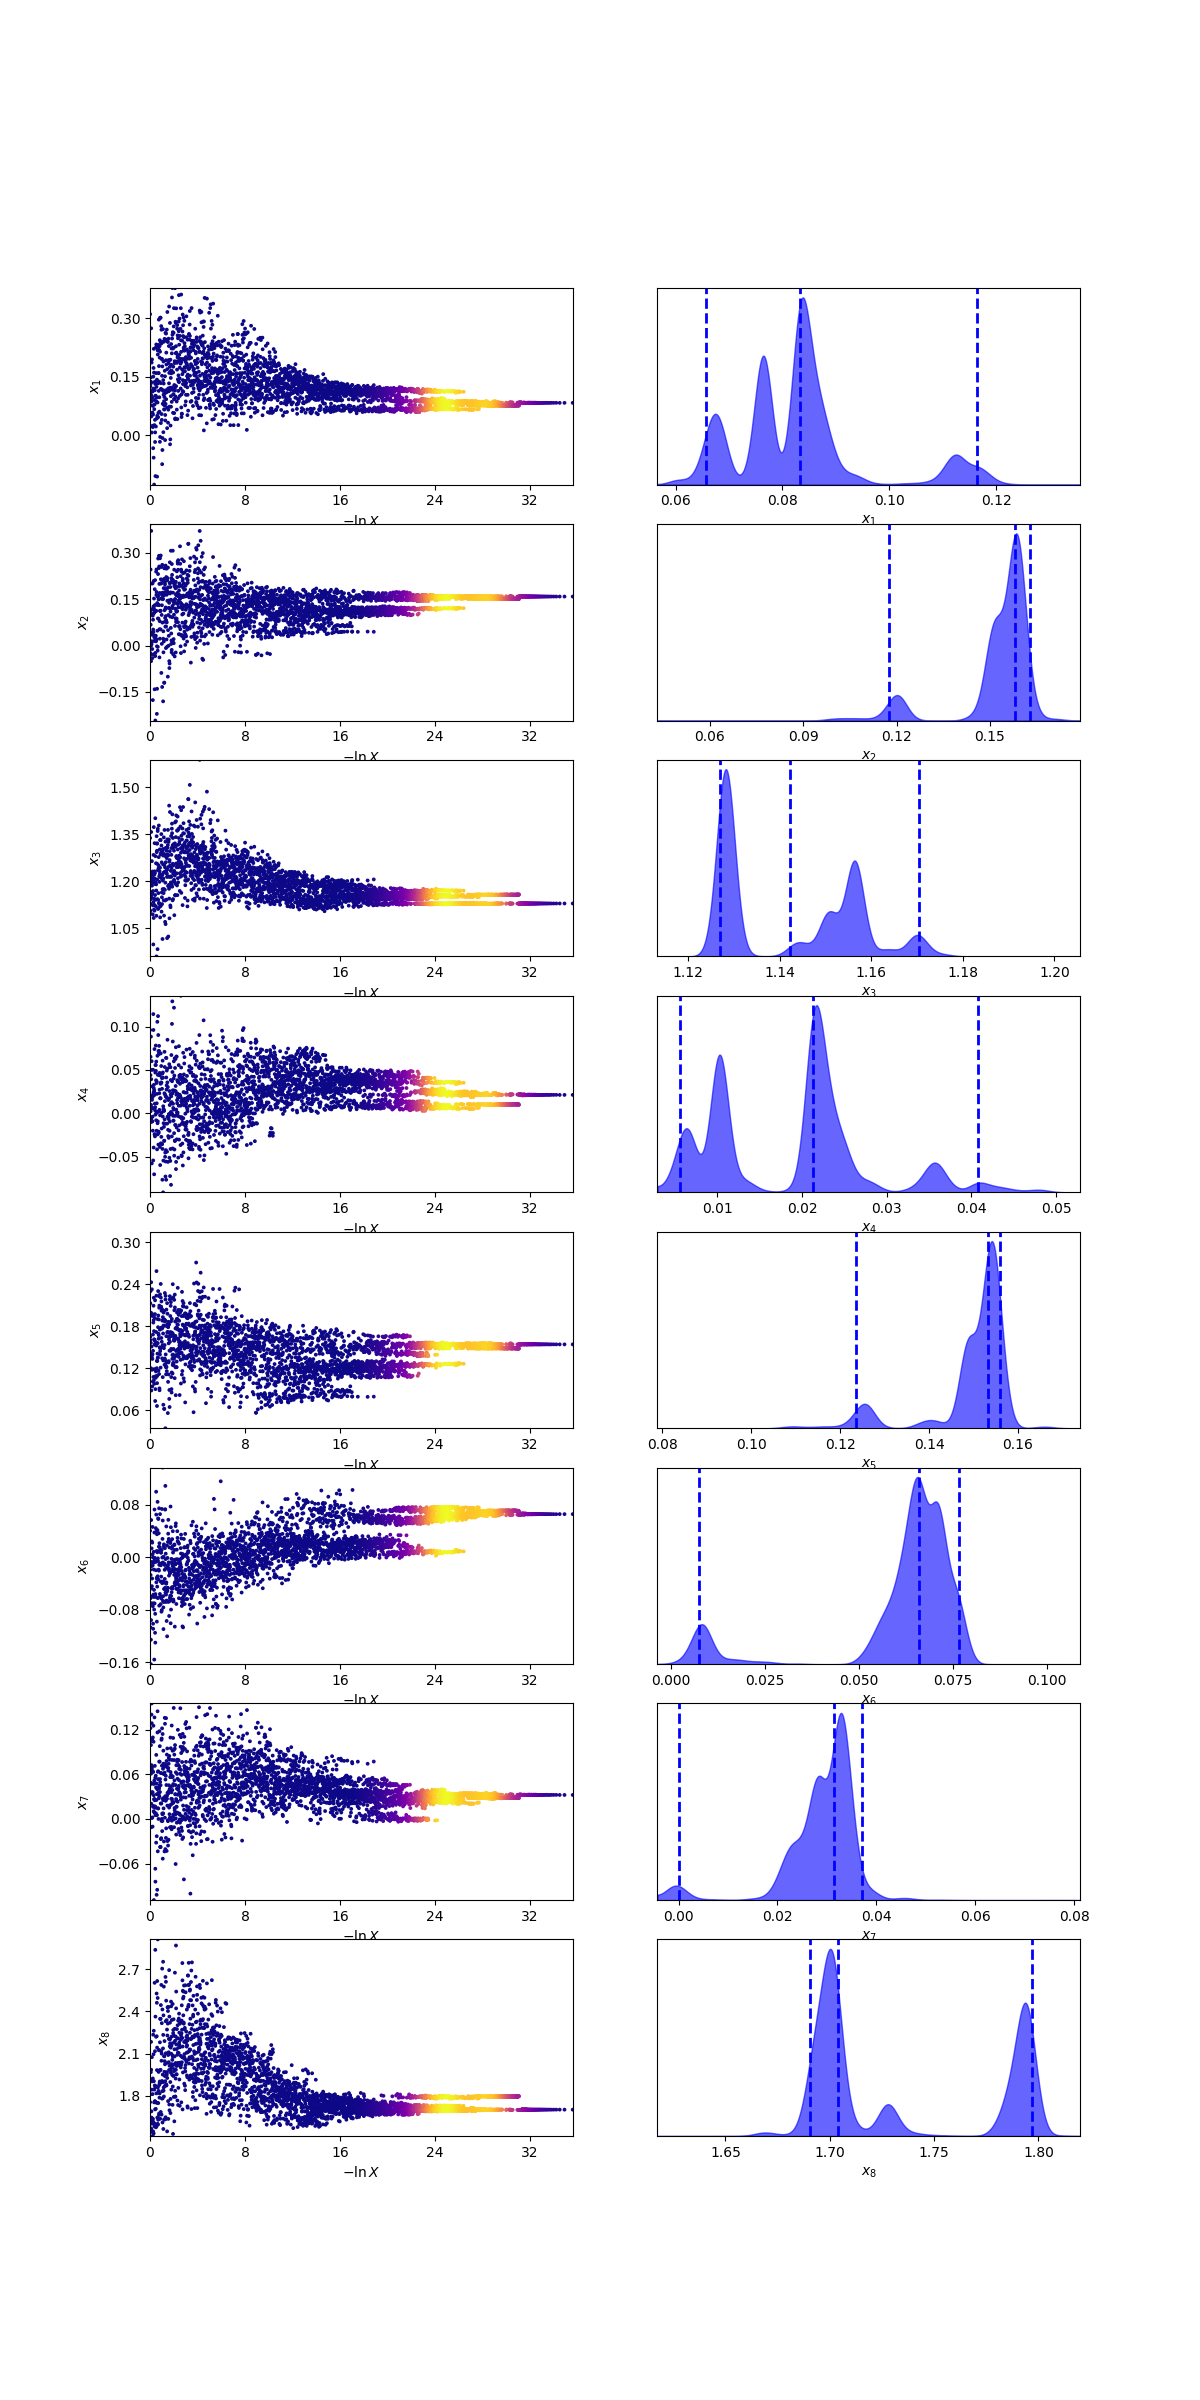 0.30
0.15
0.00
x₁
0 8 16 24 32
−ln X
0.06 0.08 0.10 0.12
x₁
0.30
0.15
0.00
−0.15
x₂
0 8 16 24 32
−ln X
0.06 0.09 0.12 0.15
x₂
1.50
1.35
1.20
1.05
x₃
0 8 16 24 32
−ln X
1.12 1.14 1.16 1.18 1.20
x₃
0.10
0.05
0.00
−0.05
x₄
0 8 16 24 32
−ln X
0.01 0.02 0.03 0.04 0.05
x₄
0.30
0.24
0.18
0.12
0.06
x₅
0 8 16 24 32
−ln X
0.08 0.10 0.12 0.14 0.16
x₅
0.08
0.00
−0.08
−0.16
x₆
0 8 16 24 32
−ln X
0.000 0.025 0.050 0.075 0.100
x₆
0.12
0.06
0.00
−0.06
x₇
0 8 16 24 32
−ln X
0.00 0.02 0.04 0.06 0.08
x₇
2.7
2.4
2.1
1.8
x₈
0 8 16 24 32
−ln X
1.65 1.70 1.75 1.80
x₈